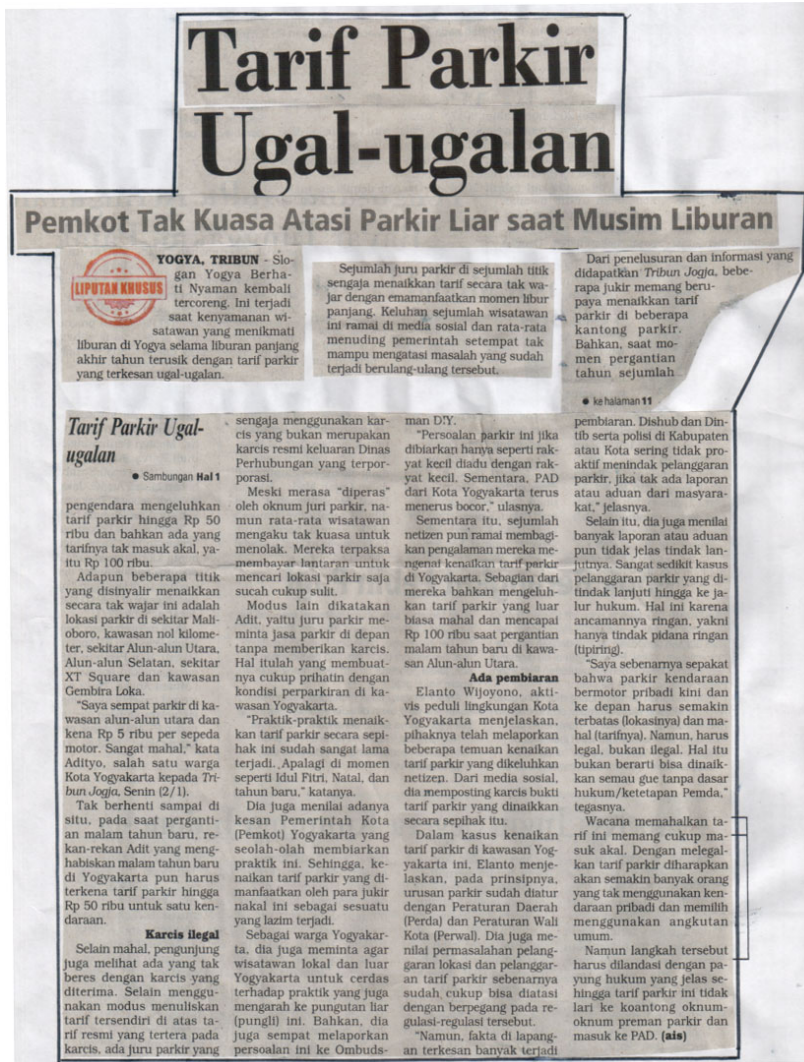 Tarif Parkir
Ugal-ugalan
Pemkot Tak Kuasa Atasi Parkir Liar saat Musim Liburan
LIPUTAN KHUSUS
YOGYA, TRIBUN - Slo-
gan Yogya Berha-
ti Nyaman kembali
tercoreng. Ini terjadi
saat kenyamanan wi-
satawan yang menikmati
liburan di Yogya selama liburan panjang
akhir tahun terusik dengan tarif parkir
yang terkesan ugal-ugalan.
Sejumlah juru parkir di sejumlah titik
sengaja menaikkan tarif secara tak wa-
jar dengan emamanfaatkan momen libur
panjang. Keluhan sejumlah wisatawan
ini ramai di media sosial dan rata-rata
menuding pemerintah setempat tak
mampu mengatasi masalah yang sudah
terjadi berulang-ulang tersebut.
Dari penelusuran dan informasi yang
didapatkan Tribun Jogja, bebe-
rapa jukir memang beru-
paya menaikkan tarif
parkir di beberapa
kantong parkir.
Bahkan, saat mo-
men pergantian
tahun sejumlah
● ke halaman 11
Tarif Parkir Ugal-
ugalan
● Sambungan Hal 1
pengendara mengeluhkan
tarif parkir hingga Rp 50
ribu dan bahkan ada yang
tarifnya tak masuk akal, ya-
itu Rp 100 ribu.
Adapun beberapa titik
yang disinyalir menaikkan
secara tak wajar ini adalah
lokasi parkir di sekitar Mali-
oboro, kawasan nol kilome-
ter, sekitar Alun-alun Utara,
Alun-alun Selatan, sekitar
XT Square dan kawasan
Gembira Loka.
"Saya sempat parkir di ka-
wasan alun-alun utara dan
kena Rp 5 ribu per sepeda
motor. Sangat mahal," kata
Adityo, salah satu warga
Kota Yogyakarta kepada Tri-
bun Jogja, Senin (2/1).
Tak berhenti sampai di
situ, pada saat perganti-
an malam tahun baru, re-
kan-rekan Adit yang meng-
habiskan malam tahun baru
di Yogyakarta pun harus
terkena tarif parkir hingga
Rp 50 ribu untuk satu ken-
daraan.
Karcis ilegal
Selain mahal, pengunjung
juga melihat ada yang tak
beres dengan karcis yang
diterima. Selain menggu-
nakan modus menuliskan
tarif tersendiri di atas ta-
rif resmi yang tertera pada
karcis, ada juru parkir yang
sengaja menggunakan kar-
cis yang bukan merupakan
karcis resmi keluaran Dinas
Perhubungan yang terpor-
porasi.
Meski merasa "diperas"
oleh oknum juri parkir, na-
mun rata-rata wisatawan
mengaku tak kuasa untuk
menolak. Mereka terpaksa
membayar lantaran untuk
mencari lokasi parkir saja
sucah cukup sulit.
Modus lain dikatakan
Adit, yaitu juru parkir me-
minta jasa parkir di depan
tanpa memberikan karcis.
Hal itulah yang membuat-
nya cukup prihatin dengan
kondisi perparkiran di ka-
wasan Yogyakarta.
"Praktik-praktik menaik-
kan tarif parkir secara sepi-
hak ini sudah sangat lama
terjadi. Apalagi di momen
seperti Idul Fitri, Natal, dan
tahun baru," katanya.
Dia juga menilai adanya
kesan Pemerintah Kota
(Pemkot) Yogyakarta yang
seolah-olah membiarkan
praktik ini. Sehingga, ke-
naikan tarif parkir yang di-
manfaatkan oleh para jukir
nakal ini sebagai sesuatu
yang lazim terjadi.
Sebagai warga Yogyakar-
ta, dia juga meminta agar
wisatawan lokal dan luar
Yogyakarta untuk cerdas
terhadap praktik yang juga
mengarah ke pungutan liar
(pungli) ini. Bahkan, dia
juga sempat melaporkan
persoalan ini ke Ombuds-
man DIY.
"Persoalan parkir ini jika
dibiarkan hanya seperti rak-
yat kecil diadu dengan rak-
yat kecil. Sementara, PAD
dari Kota Yogyakarta terus
menerus bocor," ulasnya.
Sementara itu, sejumlah
netizen pun ramai membagi-
kan pengalaman mereka me-
ngenai kenaikan tarif parkir
di Yogyakarta. Sebagian dari
mereka bahkan mengeluh-
kan tarif parkir yang luar
biasa mahal dan mencapai
Rp 100 ribu saat pergantian
malam tahun baru di kawa-
san Alun-alun Utara.
Ada pembiaran
Elanto Wijoyono, akti-
vis peduli lingkungan Kota
Yogyakarta menjelaskan,
pihaknya telah melaporkan
beberapa temuan kenaikan
tarif parkir yang dikeluhkan
netizen. Dari media sosial,
dia memposting karcis bukti
tarif parkir yang dinaikkan
secara sepihak itu.
Dalam kasus kenaikan
tarif parkir di kawasan Yog-
yakarta ini, Elanto menje-
laskan, pada prinsipnya,
urusan parkir sudah diatur
dengan Peraturan Daerah
(Perda) dan Peraturan Wali
Kota (Perwal). Dia juga me-
nilai permasalahan pelang-
garan lokasi dan pelanggar-
an tarif parkir sebenarnya
sudah cukup bisa diatasi
dengan berpegang pada re-
gulasi-regulasi tersebut.
"Namun, fakta di lapang-
an terkesan banyak terjadi
pembiaran. Dishub dan Din-
tib serta polisi di Kabupaten
atau Kota sering tidak pro-
aktif menindak pelanggaran
parkir, jika tak ada laporan
atau aduan dari masyara-
kat," jelasnya.
Selain itu, dia juga menilai
banyak laporan atau aduan
pun tidak jelas tindak lan-
jutnya. Sangat sedikit kasus
pelanggaran parkir yang di-
tindak lanjuti hingga ke ja-
lur hukum. Hal ini karena
ancamannya ringan, yakni
hanya tindak pidana ringan
(tipiring).
"Saya sebenarnya sepakat
bahwa parkir kendaraan
bermotor pribadi kini dan
ke depan harus semakin
terbatas (lokasinya) dan ma-
hal (tarifnya). Namun, harus
legal, bukan ilegal. Hal itu
bukan berarti bisa dinaik-
kan semau gue tanpa dasar
hukum/ketetapan Pemda,"
tegasnya.
Wacana memahalkan ta-
rif ini memang cukup ma-
suk akal. Dengan melegal-
kan tarif parkir diharapkan
akan semakin banyak orang
yang tak menggunakan ken-
daraan pribadi dan memilih
menggunakan angkutan
umum.
Namun langkah tersebut
harus dilandasi dengan pa-
yung hukum yang jelas se-
hingga tarif parkir ini tidak
lari ke koantong oknum-
oknum preman parkir dan
masuk ke PAD. (ais)